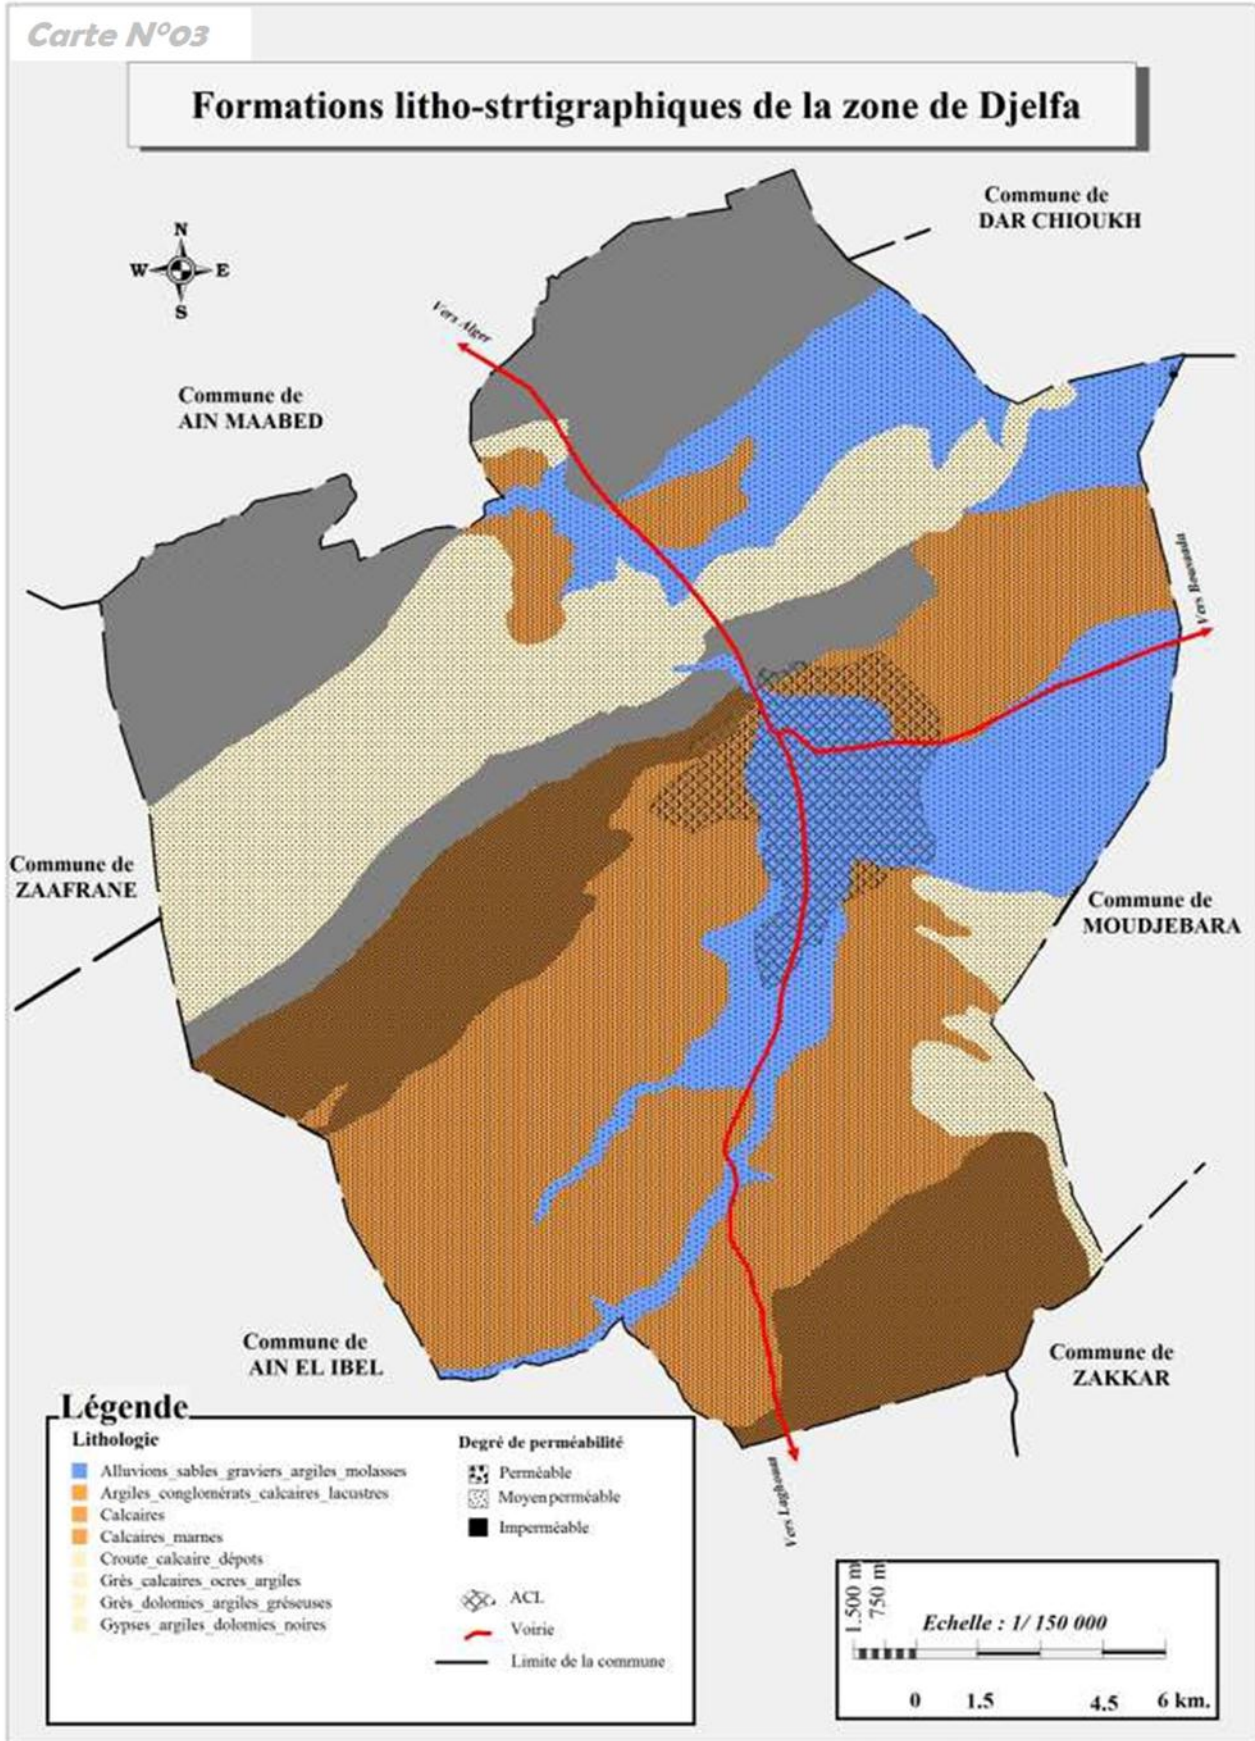 Carte N°03
Formations litho-strtigraphiques de la zone de Djelfa
Commune de
DAR CHIOUKH
N
W E
S
Vers Alger
Commune de
AIN MAABED
Vers Bousaada
Commune de
ZAAFRANE
Commune de
MOUDJEBARA
Commune de
AIN EL IBEL
Commune de
ZAKKAR
Vers Laghouat
Légende
Lithologie
Alluvions_sables_graviers_argiles_molasses
Argiles_conglomérats_calcaires_lacustres
Calcaires
Calcaires_marnes
Croute_calcaire_dépots
Grès_calcaires_ocres_argiles
Grès_dolomies_argiles_grèseuses
Gypses_argiles_dolomies_noires
Degré de perméabilité
Perméable
Moyen perméable
Imperméable
ACL
Voirie
Limite de la commune
1.500 m
750 m
Echelle : 1/ 150 000
0 1.5 4.5 6 km.